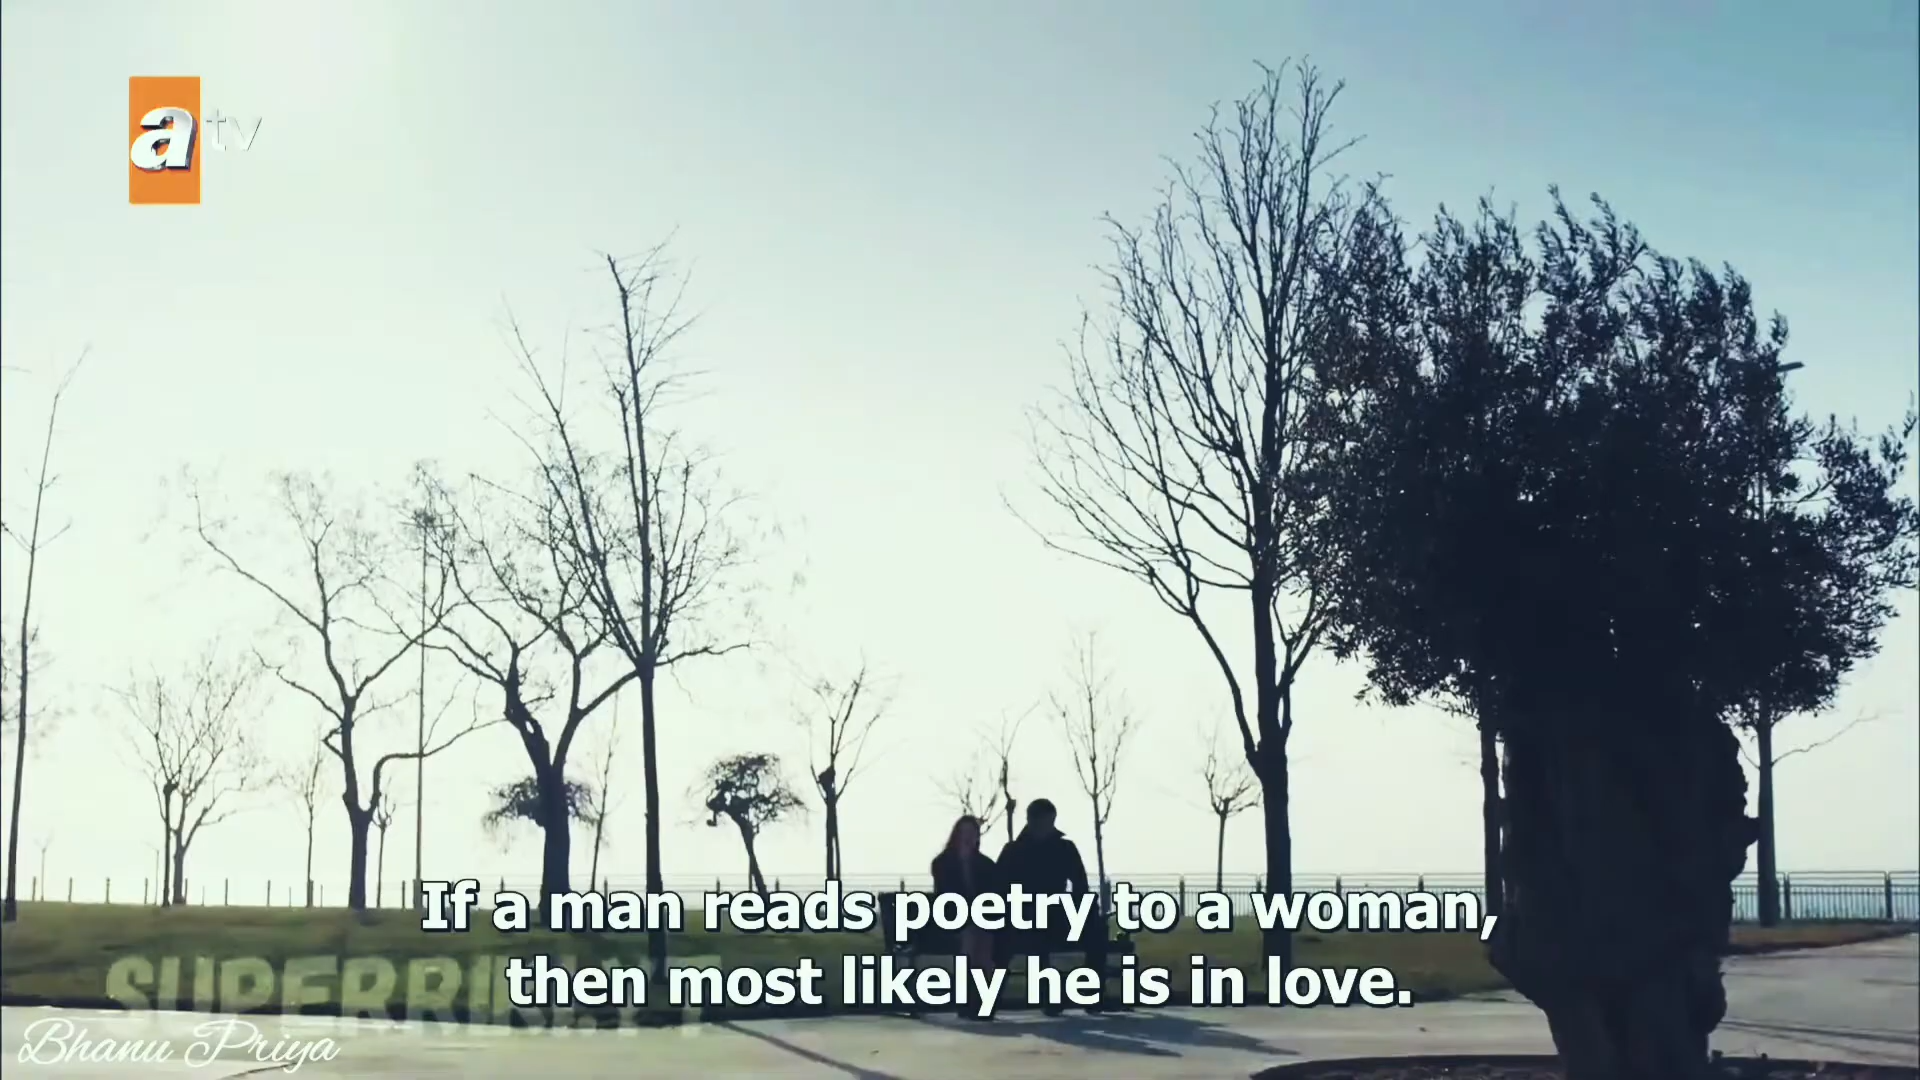 a tv
If a man reads poetry to a woman,
then most likely he is in love.
Bhanu Priya